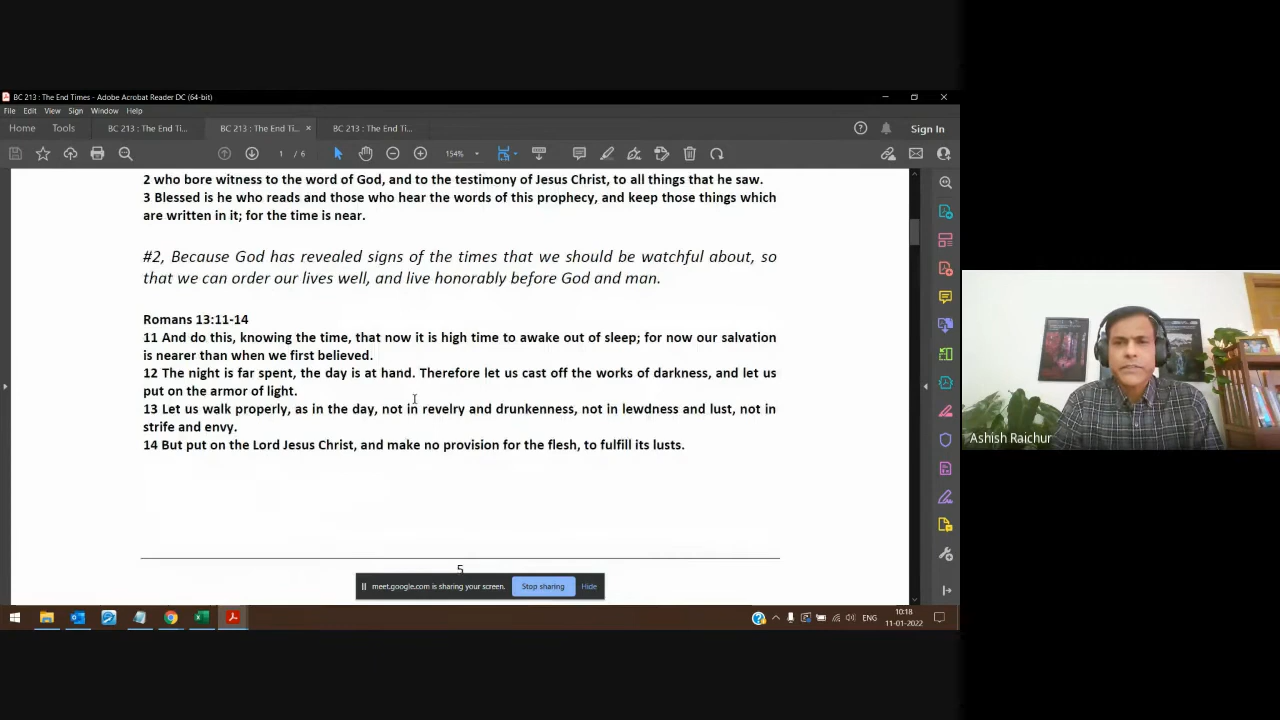 BC 213 : The End Times - Adobe Acrobat Reader DC (64-bit)
File Edit View Sign Window Help
Home Tools BC 213 : The End Ti... BC 213 : The End Ti... × BC 213 : The End Ti... Sign In
1 / 6 154%
2 who bore witness to the word of God, and to the testimony of Jesus Christ, to all things that he saw.
3 Blessed is he who reads and those who hear the words of this prophecy, and keep those things which
are written in it; for the time is near.
#2, Because God has revealed signs of the times that we should be watchful about, so
that we can order our lives well, and live honorably before God and man.
Romans 13:11-14
11 And do this, knowing the time, that now it is high time to awake out of sleep; for now our salvation
is nearer than when we first believed.
12 The night is far spent, the day is at hand. Therefore let us cast off the works of darkness, and let us
put on the armor of light.
13 Let us walk properly, as in the day, not in revelry and drunkenness, not in lewdness and lust, not in
strife and envy.
14 But put on the Lord Jesus Christ, and make no provision for the flesh, to fulfill its lusts.
5
meet.google.com is sharing your screen. Stop sharing Hide
Ashish Raichur
ENG
10:18
11-01-2022